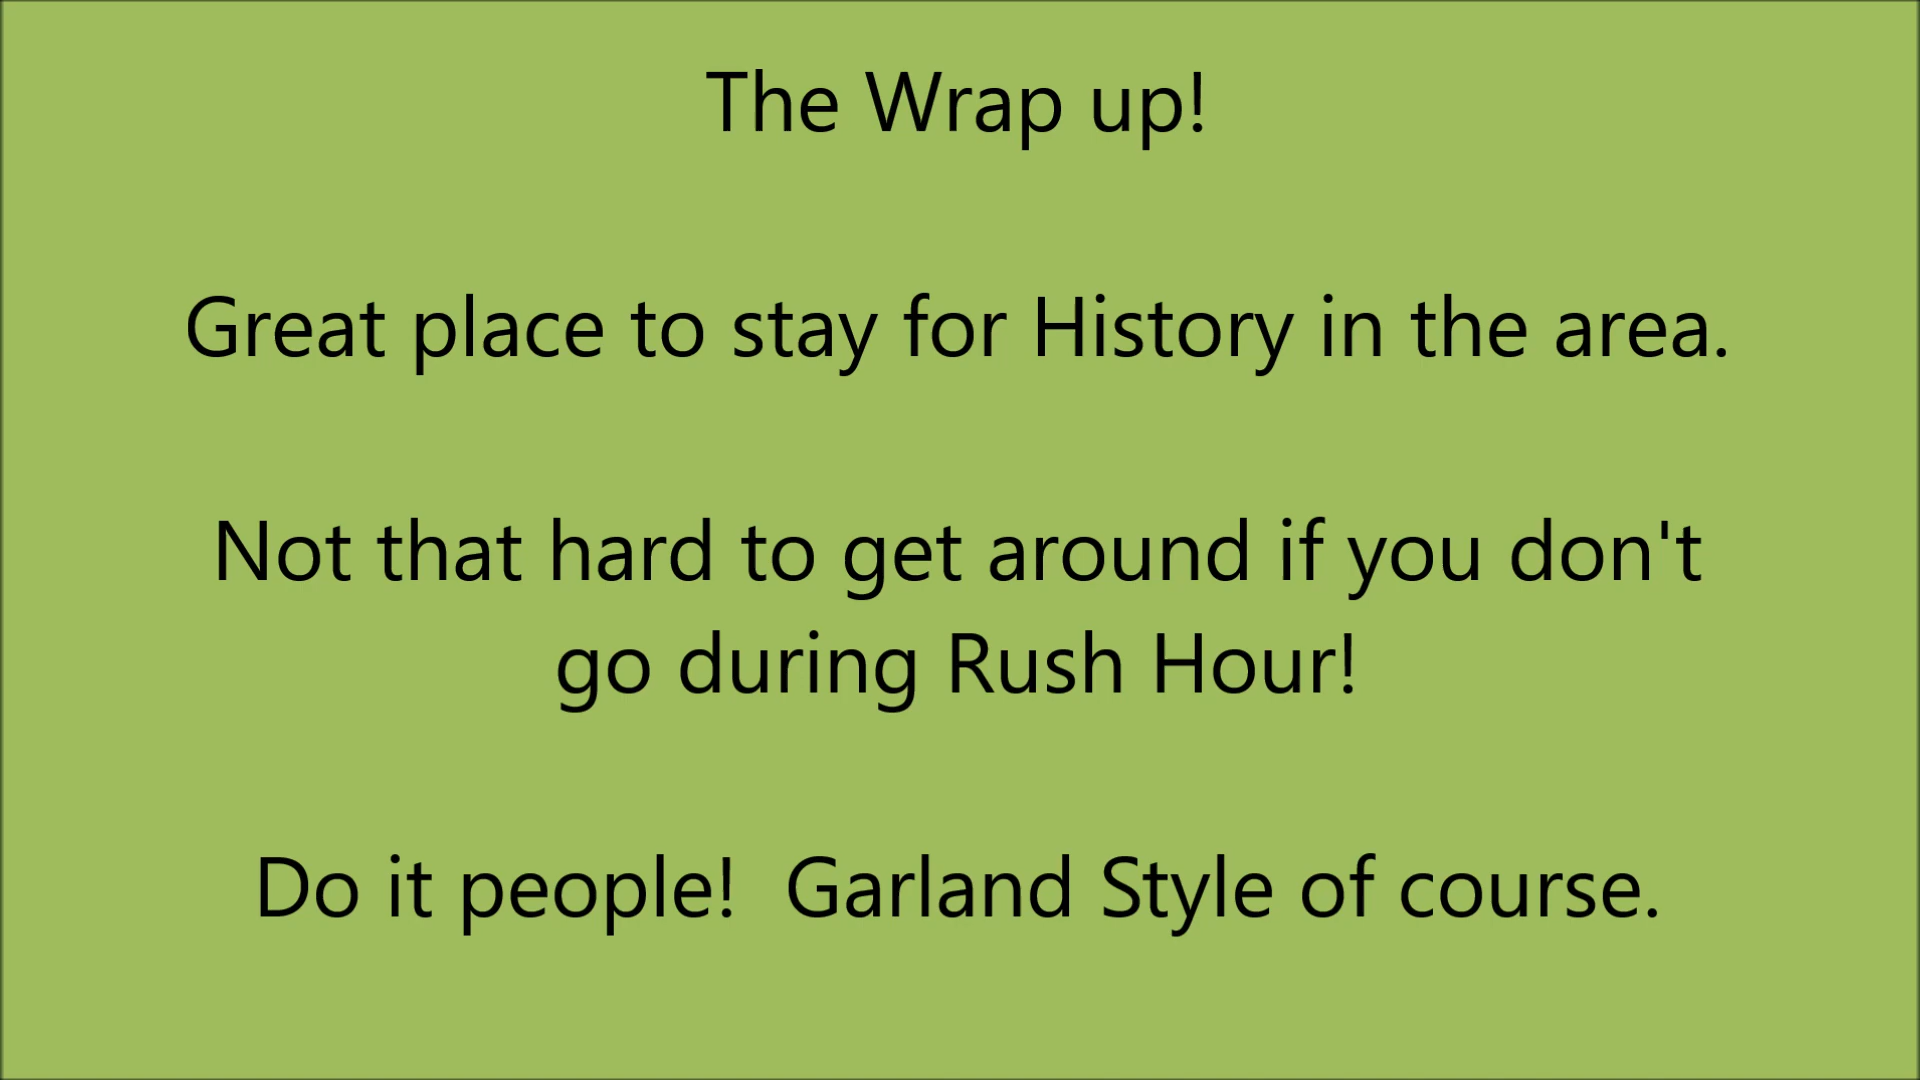 The Wrap up!
Great place to stay for History in the area.
Not that hard to get around if you don't
go during Rush Hour!
Do it people!  Garland Style of course.